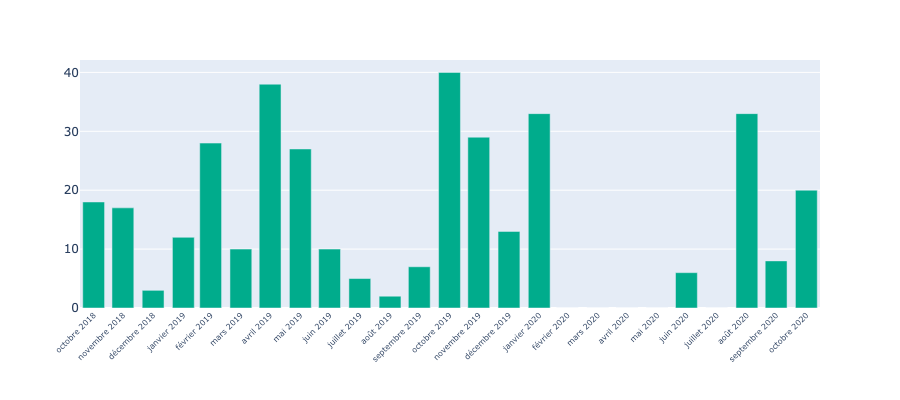 40
30
20
10
0
octobre 2018
novembre 2018
décembre 2018
janvier 2019
février 2019
mars 2019
avril 2019
mai 2019
juin 2019
juillet 2019
août 2019
septembre 2019
octobre 2019
novembre 2019
décembre 2019
janvier 2020
février 2020
mars 2020
avril 2020
mai 2020
juin 2020
juillet 2020
août 2020
septembre 2020
octobre 2020